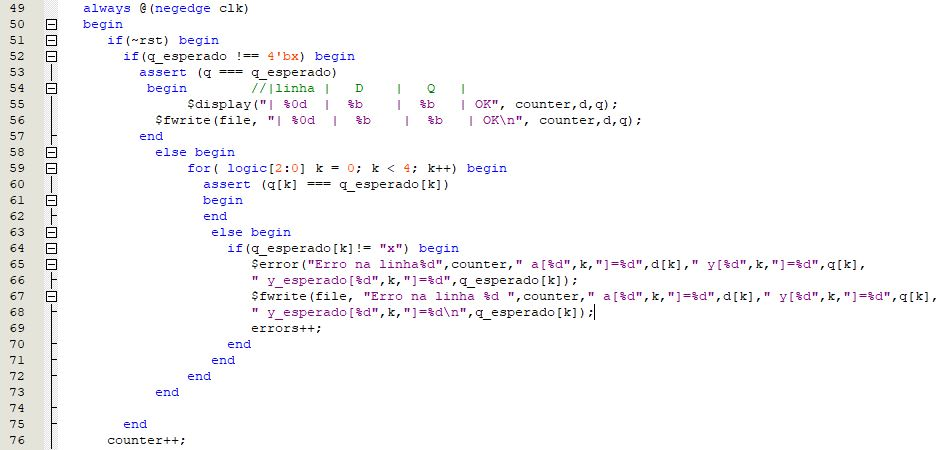 49 always @(negedge clk)
50 begin
51 if(~rst) begin
52 if(q_esperado !== 4'bx) begin
53 assert (q === q_esperado)
54 begin //|linha | D | Q |
55 $display("| %0d | %b | %b | OK", counter,d,q);
56 $fwrite(file, "| %0d | %b | %b | OK\n", counter,d,q);
57 end
58 else begin
59 for( logic[2:0] k = 0; k < 4; k++) begin
60 assert (q[k] === q_esperado[k])
61 begin
62 end
63 else begin
64 if(q_esperado[k]!= "x") begin
65 $error("Erro na linha%d",counter," a[%d",k,"]=%d",d[k]," y[%d",k,"]=%d",q[k],
66 " y_esperado[%d",k,"]=%d",q_esperado[k]);
67 $fwrite(file, "Erro na linha %d ",counter," a[%d",k,"]=%d",d[k]," y[%d",k,"]=%d",q[k],
68 " y_esperado[%d",k,"]=%d\n",q_esperado[k]);
69 errors++;
70 end
71 end
72 end
73 end
74
75 end
76 counter++;